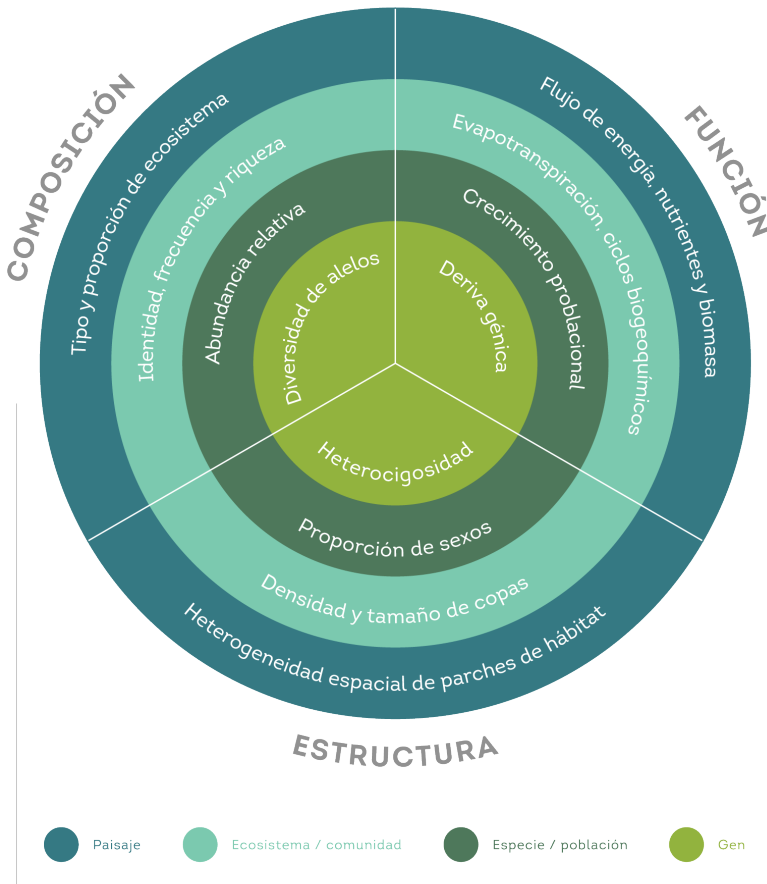 COMPOSICIÓN
Tipo y proporción de ecosistema
Identidad, frecuencia y riqueza
Abundancia relativa
Diversidad de alelos
FUNCIÓN
Flujo de energía, nutrientes y biomasa
Evapotranspiración, ciclos biogeoquímicos
Crecimiento problacional
Deriva génica
Heterocigosidad
Proporción de sexos
Densidad y tamaño de copas
Heterogeneidad espacial de parches de hábitat
ESTRUCTURA
Paisaje
Ecosistema / comunidad
Especie / población
Gen